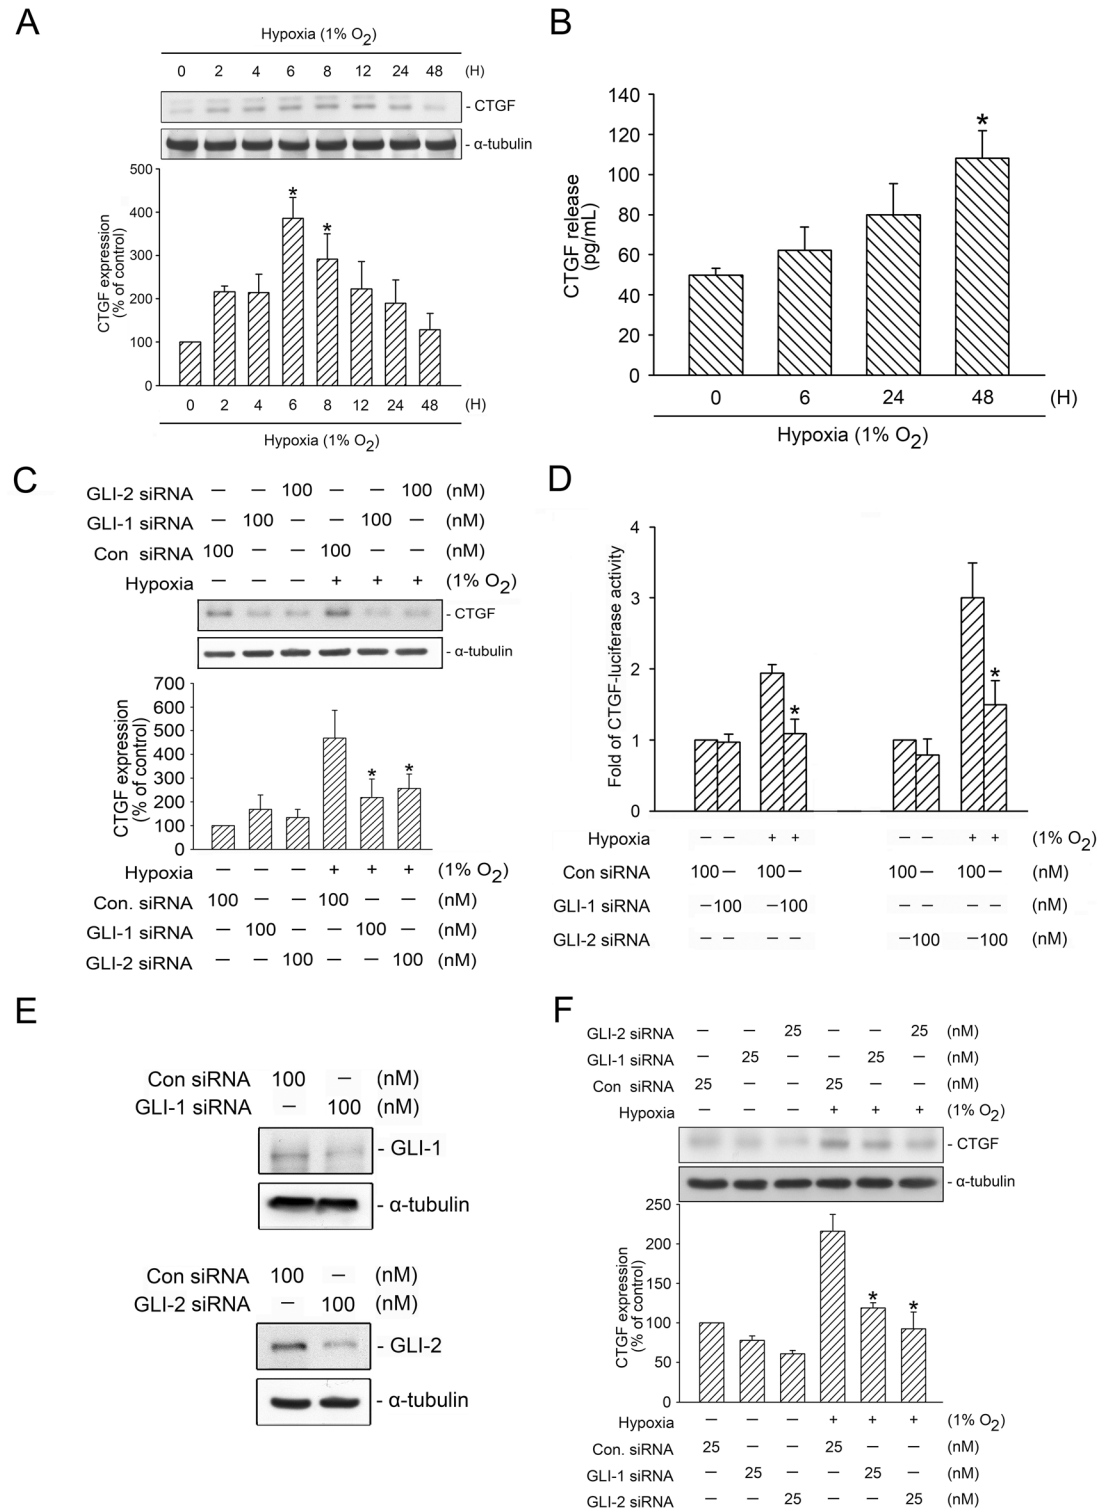 A
Hypoxia (1% O2)
0 2 4 6 8 12 24 48 (H)
- CTGF
- α-tubulin
500
400
300
200
100
0
CTGF expression
(% of control)
* *
0 2 4 6 8 12 24 48 (H)
Hypoxia (1% O2)
B
140
120
100
80
60
40
20
0
CTGF release
(pg/mL)
*
0 6 24 48 (H)
Hypoxia (1% O2)
C
GLI-2 siRNA − − 100 − − 100 (nM)
GLI-1 siRNA − 100 − − 100 − (nM)
Con siRNA 100 − − 100 − − (nM)
Hypoxia − − − + + + (1% O2)
- CTGF
- α-tubulin
700
600
500
400
300
200
100
0
CTGF expression
(% of control)
* *
Hypoxia − − − + + + (1% O2)
Con. siRNA 100 − − 100 − − (nM)
GLI-1 siRNA − 100 − − 100 − (nM)
GLI-2 siRNA − − 100 − − 100 (nM)
D
4
3
2
1
0
Fold of CTGF-luciferase activity
* *
Hypoxia − − + + − − + + (1% O2)
Con siRNA 100 − 100 − 100 − 100 − (nM)
GLI-1 siRNA − 100 − 100 − − − − (nM)
GLI-2 siRNA − − − − − 100 − 100 (nM)
E
Con siRNA 100 − (nM)
GLI-1 siRNA − 100 (nM)
- GLI-1
- α-tubulin
Con siRNA 100 − (nM)
GLI-2 siRNA − 100 (nM)
- GLI-2
- α-tubulin
F
GLI-2 siRNA − − 25 − − 25 (nM)
GLI-1 siRNA − 25 − − 25 − (nM)
Con siRNA 25 − − 25 − − (nM)
Hypoxia − − − + + + (1% O2)
- CTGF
- α-tubulin
250
200
150
100
50
0
CTGF expression
(% of control)
* *
Hypoxia − − − + + + (1% O2)
Con. siRNA 25 − − 25 − − (nM)
GLI-1 siRNA − 25 − − 25 − (nM)
GLI-2 siRNA − − 25 − − 25 (nM)